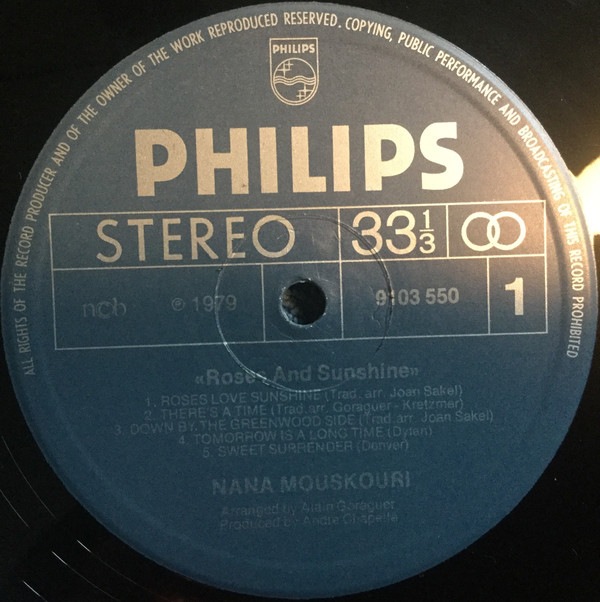 ALL RIGHTS OF THE RECORD PRODUCER AND OF THE OWNER OF THE WORK REPRODUCED RESERVED. COPYING, PUBLIC PERFORMANCE AND BROADCASTING OF THIS RECORD PROHIBITED
PHILIPS
PHILIPS
STEREO 33 1/3
ncb ℗ 1979 9103 550 1
«Roses And Sunshine»
1. ROSES LOVE SUNSHINE (Trad. arr. Joan Sakel)
2. THERE'S A TIME (Trad. arr. Goraguer - Kretzmer)
3. DOWN BY THE GREENWOOD SIDE (Trad. arr. Joan Sakel)
4. TOMORROW IS A LONG TIME (Dylan)
5. SWEET SURRENDER (Denver)
NANA MOUSKOURI
Arranged by Alain Goraguer
Produced by André Chapelle